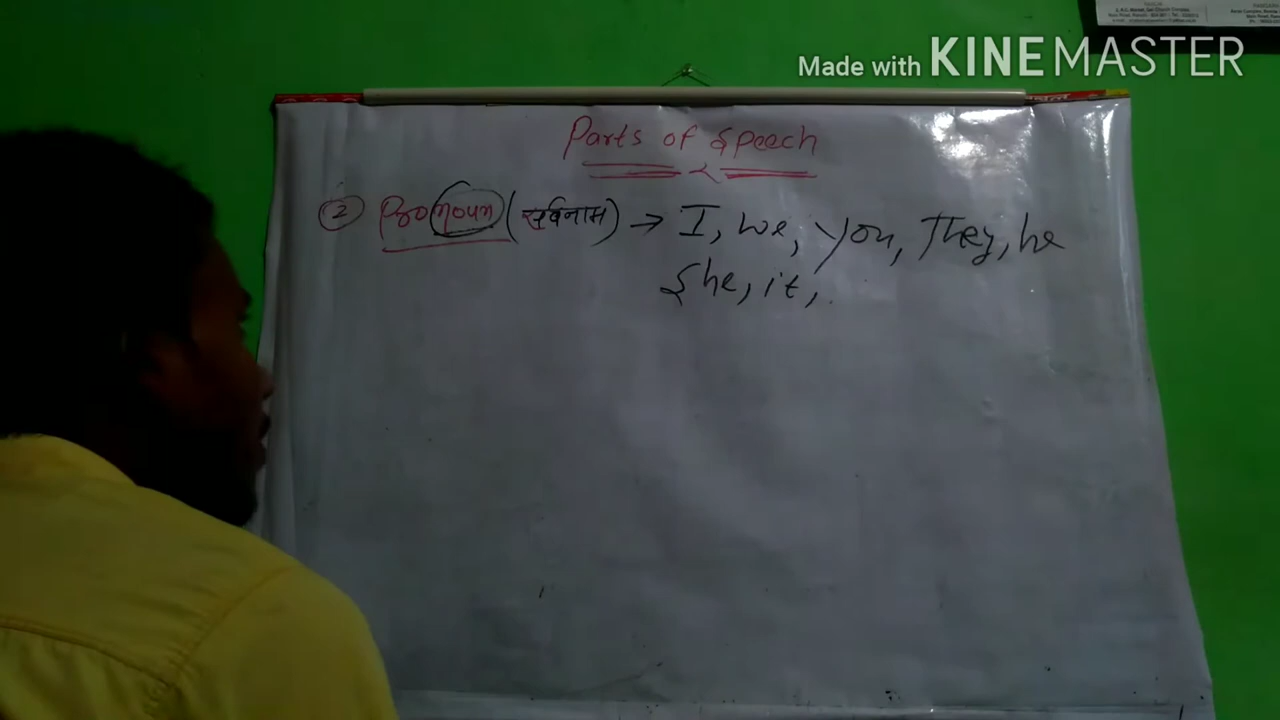 Made with KINEMASTER
Parts of Speech
② Pronoun (सर्वनाम) → I, we, you, They, he
She, it,